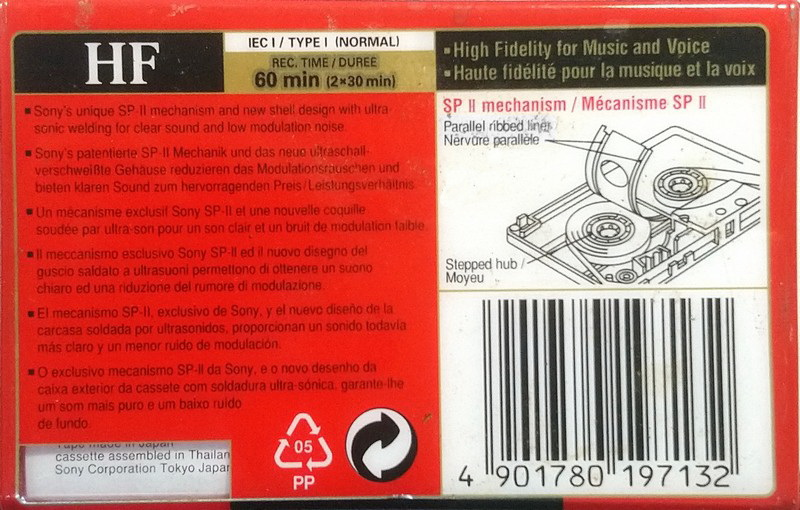 HF
IEC I / TYPE I (NORMAL)
REC. TIME / DUREE
60 min (2×30 min)
▪ High Fidelity for Music and Voice
▪ Haute fidélité pour la musique et la voix
▪ Sony's unique SP-II mechanism and new shell design with ultra-
sonic welding for clear sound and low modulation noise.
▪ Sony's patentierte SP-II Mechanik und das neue ultraschall-
verschweißte Gehäuse reduzieren das Modulationsrauschen und
bieten klaren Sound zum hervorragenden Preis/Leistungsverhältnis.
▪ Un mécanisme exclusif Sony SP-II et une nouvelle coquille
soudée par ultra-son pour un son clair et un bruit de modulation faible.
▪ Il meccanismo esclusivo Sony SP-II ed il nuovo disegno del
guscio saldato a ultrasuoni permettono di ottenere un suono
chiaro ed una riduzione del rumore di modulazione.
▪ El mecanismo SP-II, exclusivo de Sony, y el nuevo diseño de la
carcasa soldada por ultrasonidos, proporcionan un sonido todavía
más claro y un menor ruido de modulación.
▪ O exclusivo mecanismo SP-II da Sony, e o novo desenho da
caixa exterior da cassete com soldadura ultra-sónica, garante-lhe
um som mais puro e um baixo ruído
de fundo.
SP II mechanism / Mécanisme SP II
Parallel ribbed liner/
Nervure parallèle
Stepped hub /
Moyeu
Tape made in Japan
cassette assembled in Thailan
Sony Corporation Tokyo Japan
05
PP
4 901780 197132